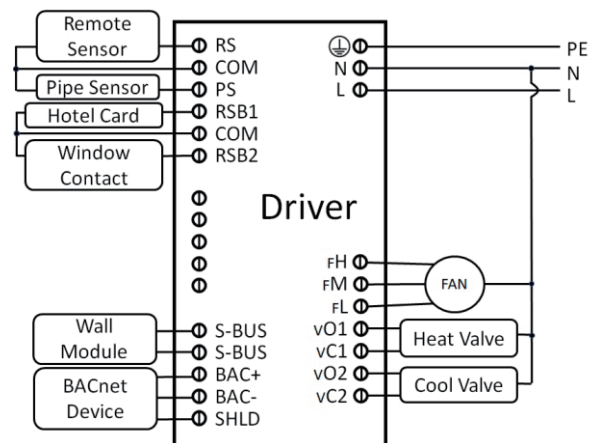 Remote
Sensor
RS
COM
Pipe Sensor
PS
Hotel Card
RSB1
COM
Window
Contact
RSB2
PE
N
N
L
L
Driver
FH
FM
FL
FAN
vO1
vC1
Heat Valve
vO2
vC2
Cool Valve
Wall
Module
S-BUS
S-BUS
BACnet
Device
BAC+
BAC-
SHLD